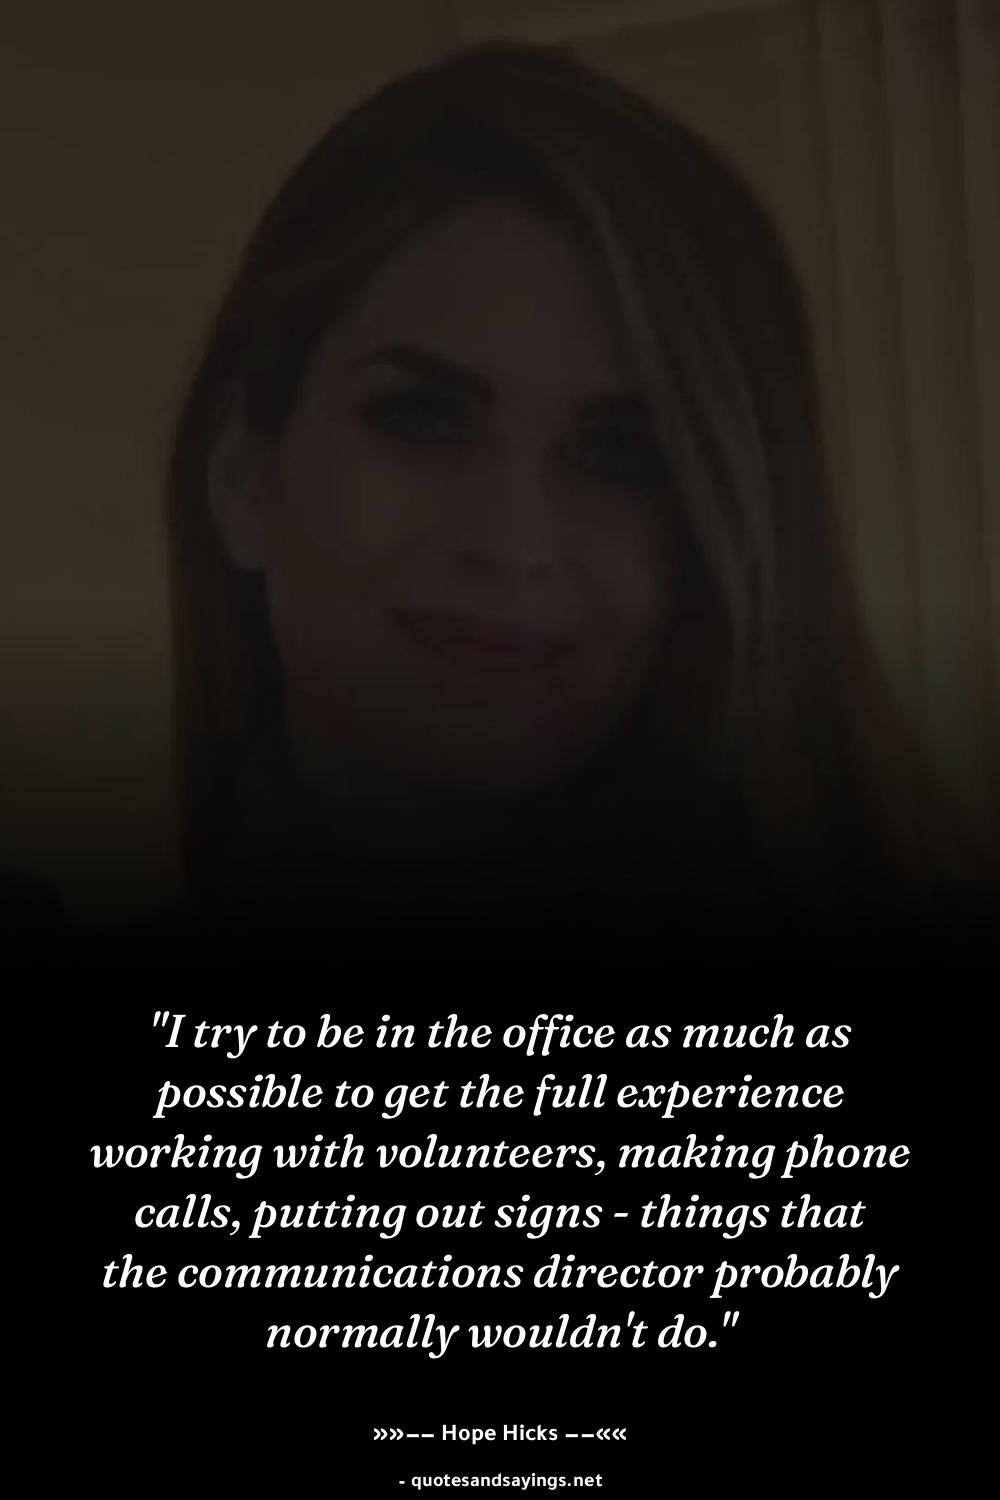 "I try to be in the office as much as
possible to get the full experience
working with volunteers, making phone
calls, putting out signs - things that
the communications director probably
normally wouldn't do."
»»–– Hope Hicks ––««
- quotesandsayings.net